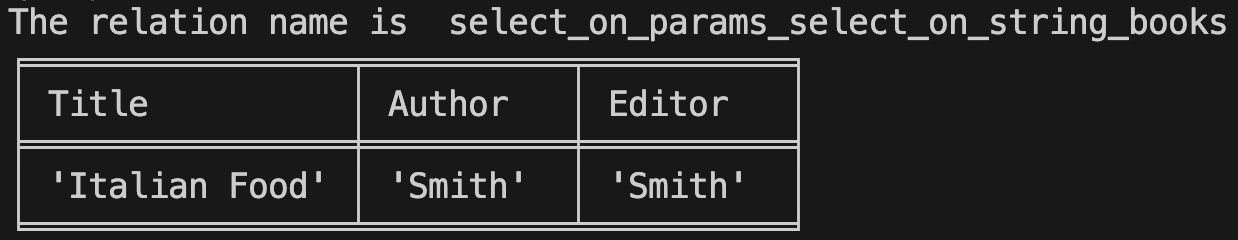 The relation name is  select_on_params_select_on_string_books
Title Author Editor
'Italian Food' 'Smith' 'Smith'